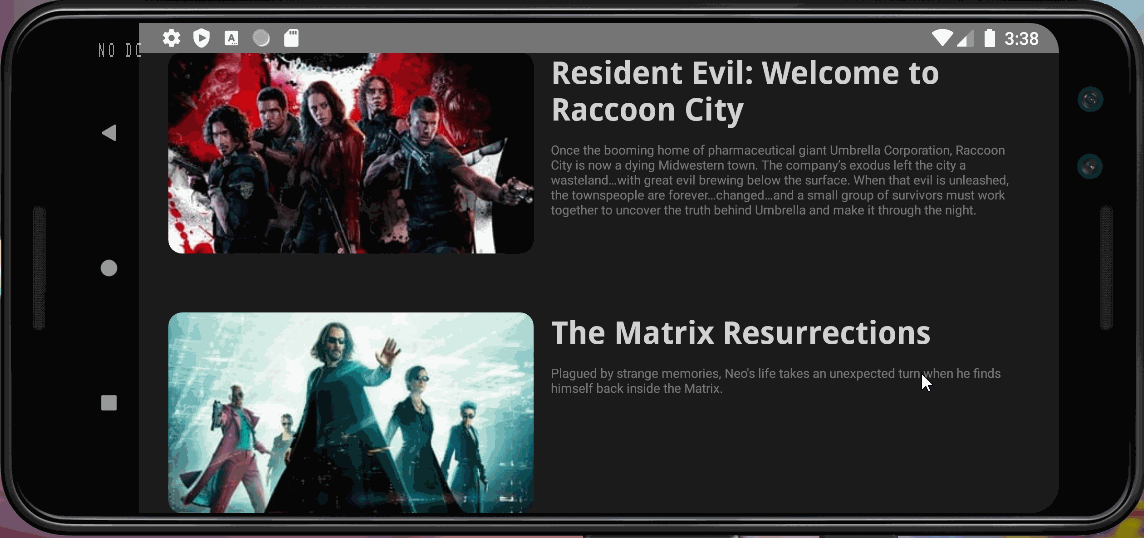 NO DO
A
3:38
Resident Evil: Welcome to
Raccoon City
Once the booming home of pharmaceutical giant Umbrella Corporation, Raccoon
City is now a dying Midwestern town. The company's exodus left the city a
wasteland…with great evil brewing below the surface. When that evil is unleashed,
the townspeople are forever…changed…and a small group of survivors must work
together to uncover the truth behind Umbrella and make it through the night.
The Matrix Resurrections
Plagued by strange memories, Neo's life takes an unexpected turn when he finds
himself back inside the Matrix.